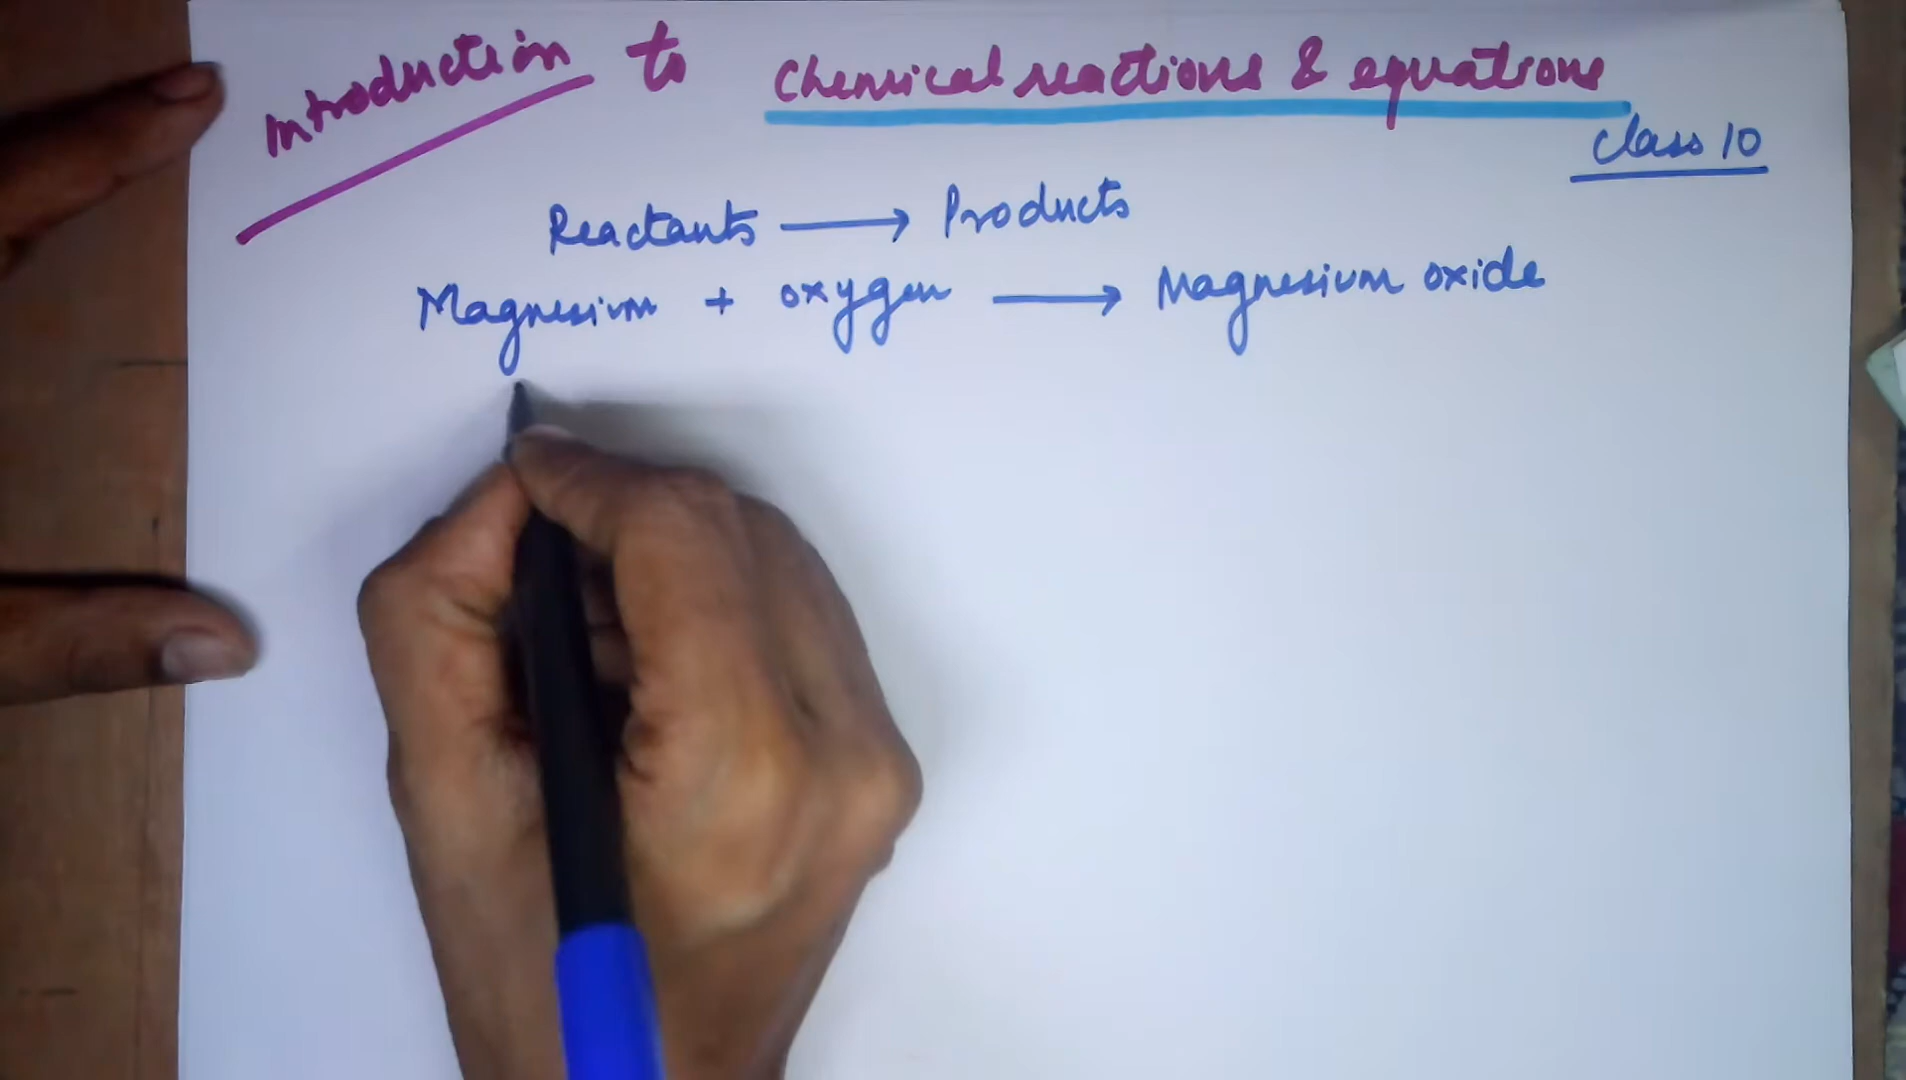 Introduction to Chemical reactions & equations
Class 10
Reactants ⟶ Products
Magnesium + oxygen ⟶ Magnesium oxide